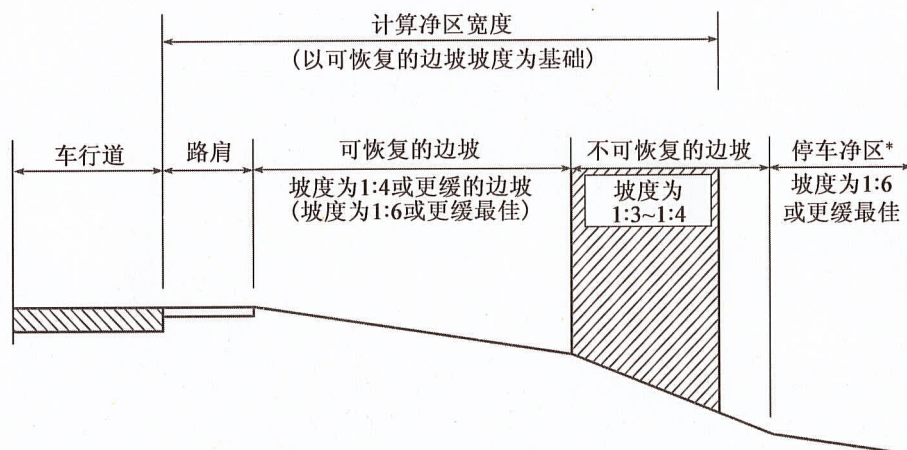 计算净区宽度
(以可恢复的边坡坡度为基础)
车行道
路肩
可恢复的边坡
不可恢复的边坡
停车净区*
坡度为1:4或更缓的边坡
(坡度为1:6或更缓最佳)
坡度为
1:3~1:4
坡度为1:6
或更缓最佳